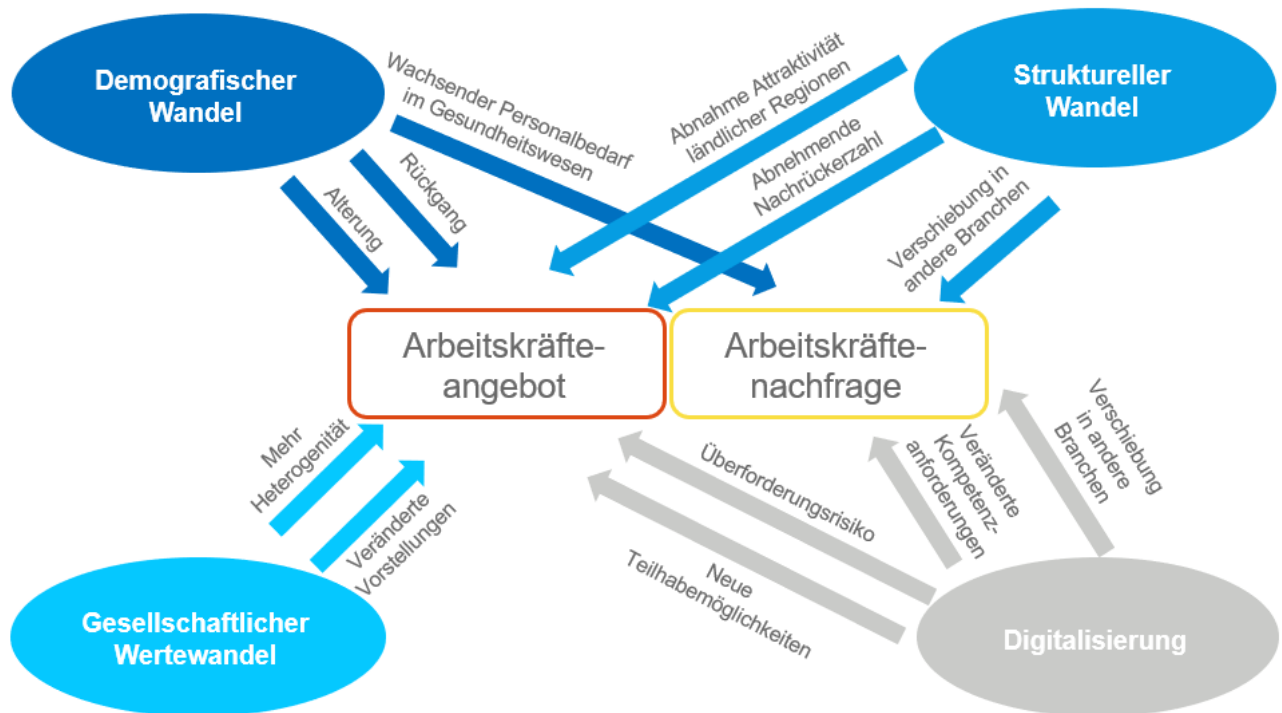 Demografischer
Wandel
Wachsender Personalbedarf
im Gesundheitswesen
Rückgang
Alterung
Abnahme Attraktivität
ländlicher Regionen
Abnehmende
Nachrückerzahl
Struktureller
Wandel
Verschiebung in
andere Branchen
Arbeitskräfte-
angebot
Arbeitskräfte-
nachfrage
Mehr
Heterogenität
Veränderte
Vorstellungen
Gesellschaftlicher
Wertewandel
Überforderungsrisiko
Neue
Teilhabemöglichkeiten
Veränderte
Kompetenz-
anforderungen
Verschiebung
in andere
Branchen
Digitalisierung